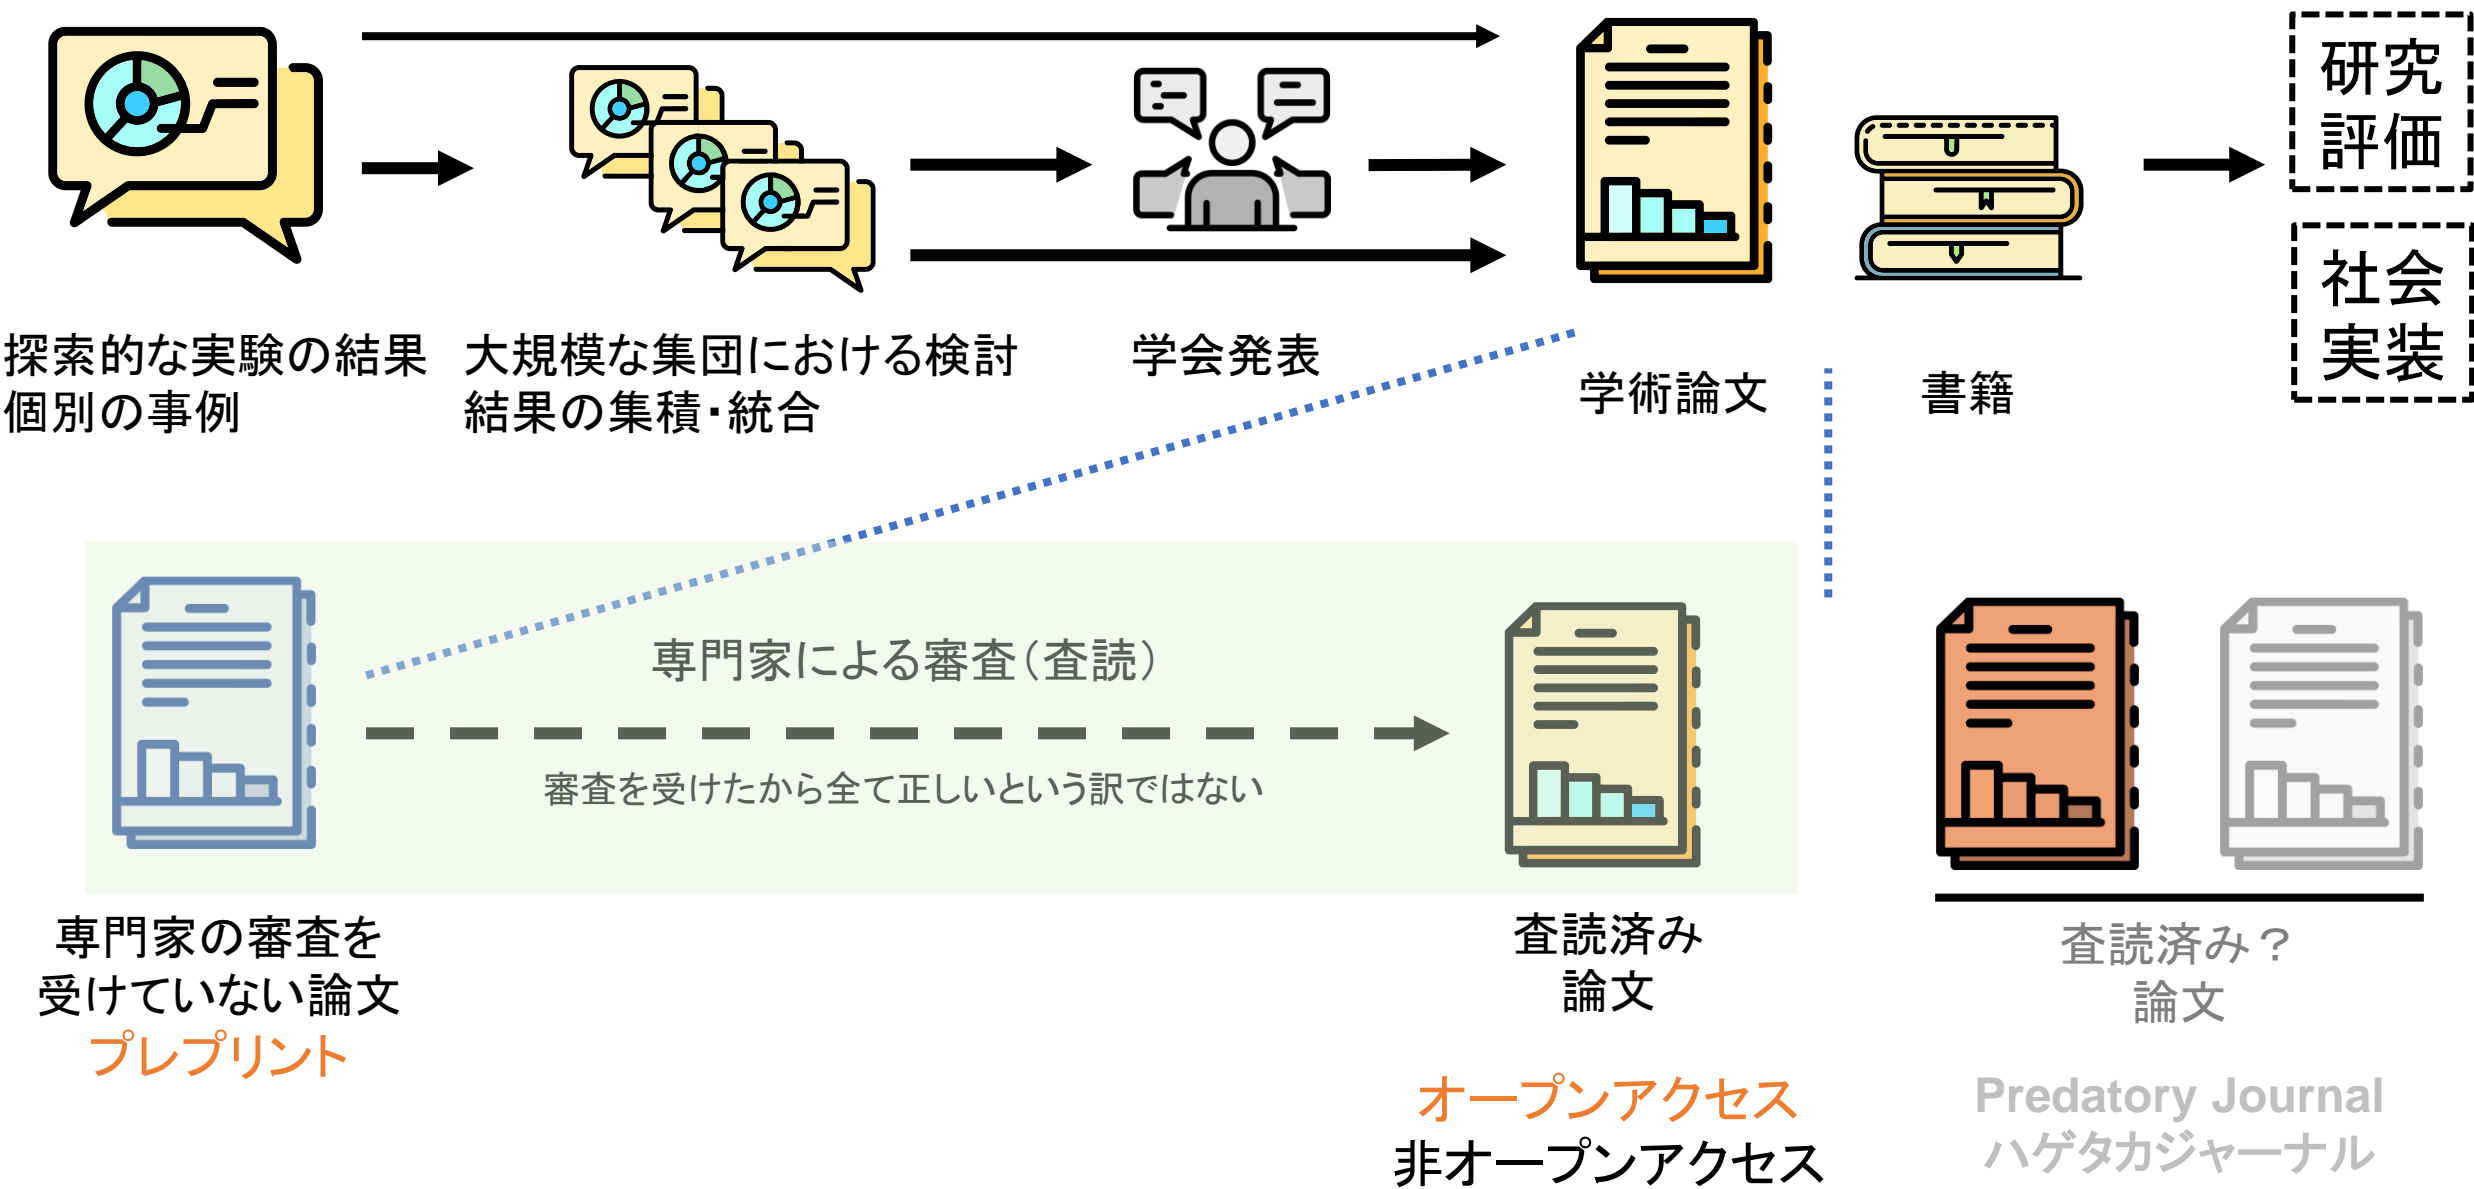 研究
評価
社会
実装
探索的な実験の結果
個別の事例
大規模な集団における検討
結果の集積・統合
学会発表
学術論文
書籍
専門家による審査(査読)
審査を受けたから全て正しいという訳ではない
専門家の審査を
受けていない論文
プレプリント
査読済み
論文
オープンアクセス
非オープンアクセス
査読済み?
論文
Predatory Journal
ハゲタカジャーナル